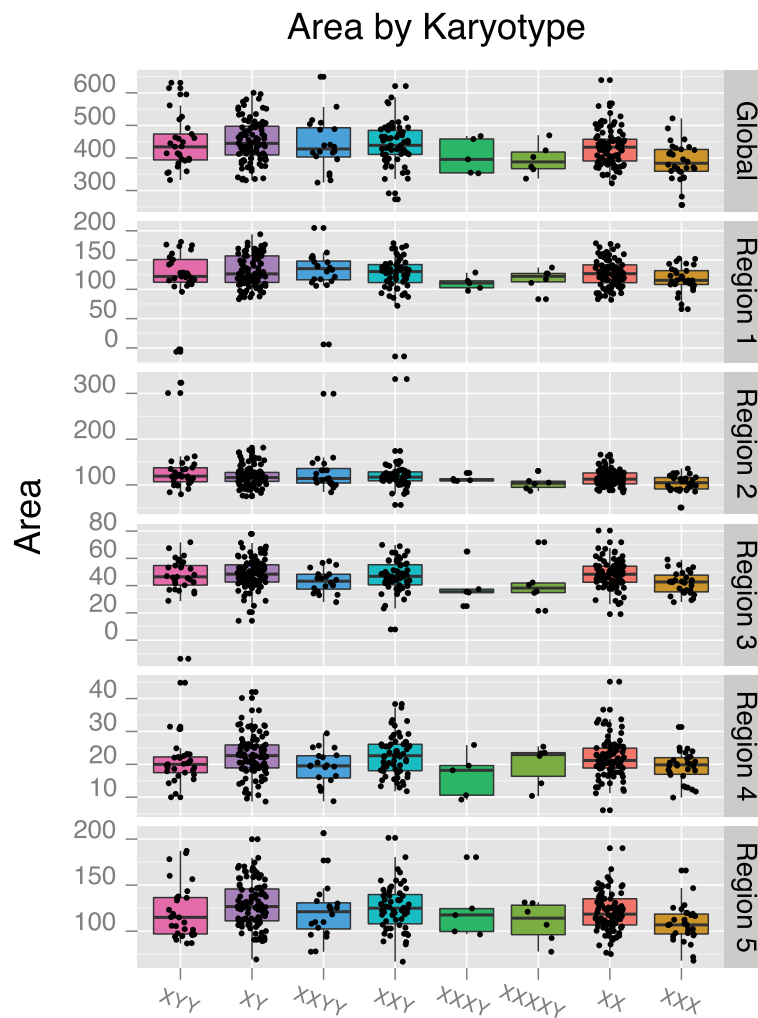 Area by Karyotype
Area
600
500
400
300
Global
200
150
100
50
0
Region 1
300
200
100
Region 2
80
60
40
20
0
Region 3
40
30
20
10
Region 4
200
150
100
Region 5
XYY XY XXYY XXY XXXY XXXXY XX XXX